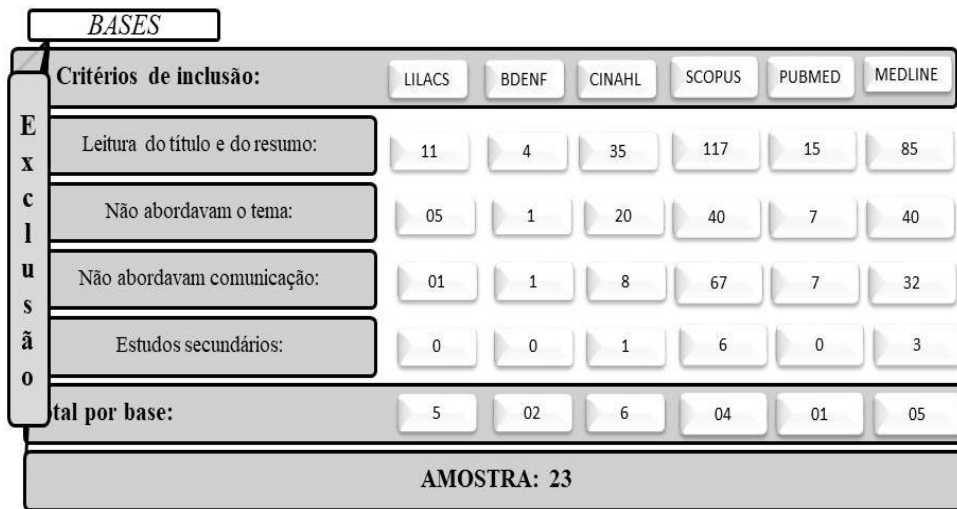 BASES
Critérios de inclusão: LILACS BDENF CINAHL SCOPUS PUBMED MEDLINE
Exclusão
Leitura do título e do resumo: 11 4 35 117 15 85
Não abordavam o tema: 05 1 20 40 7 40
Não abordavam comunicação: 01 1 8 67 7 32
Estudos secundários: 0 0 1 6 0 3
otal por base: 5 02 6 04 01 05
AMOSTRA: 23